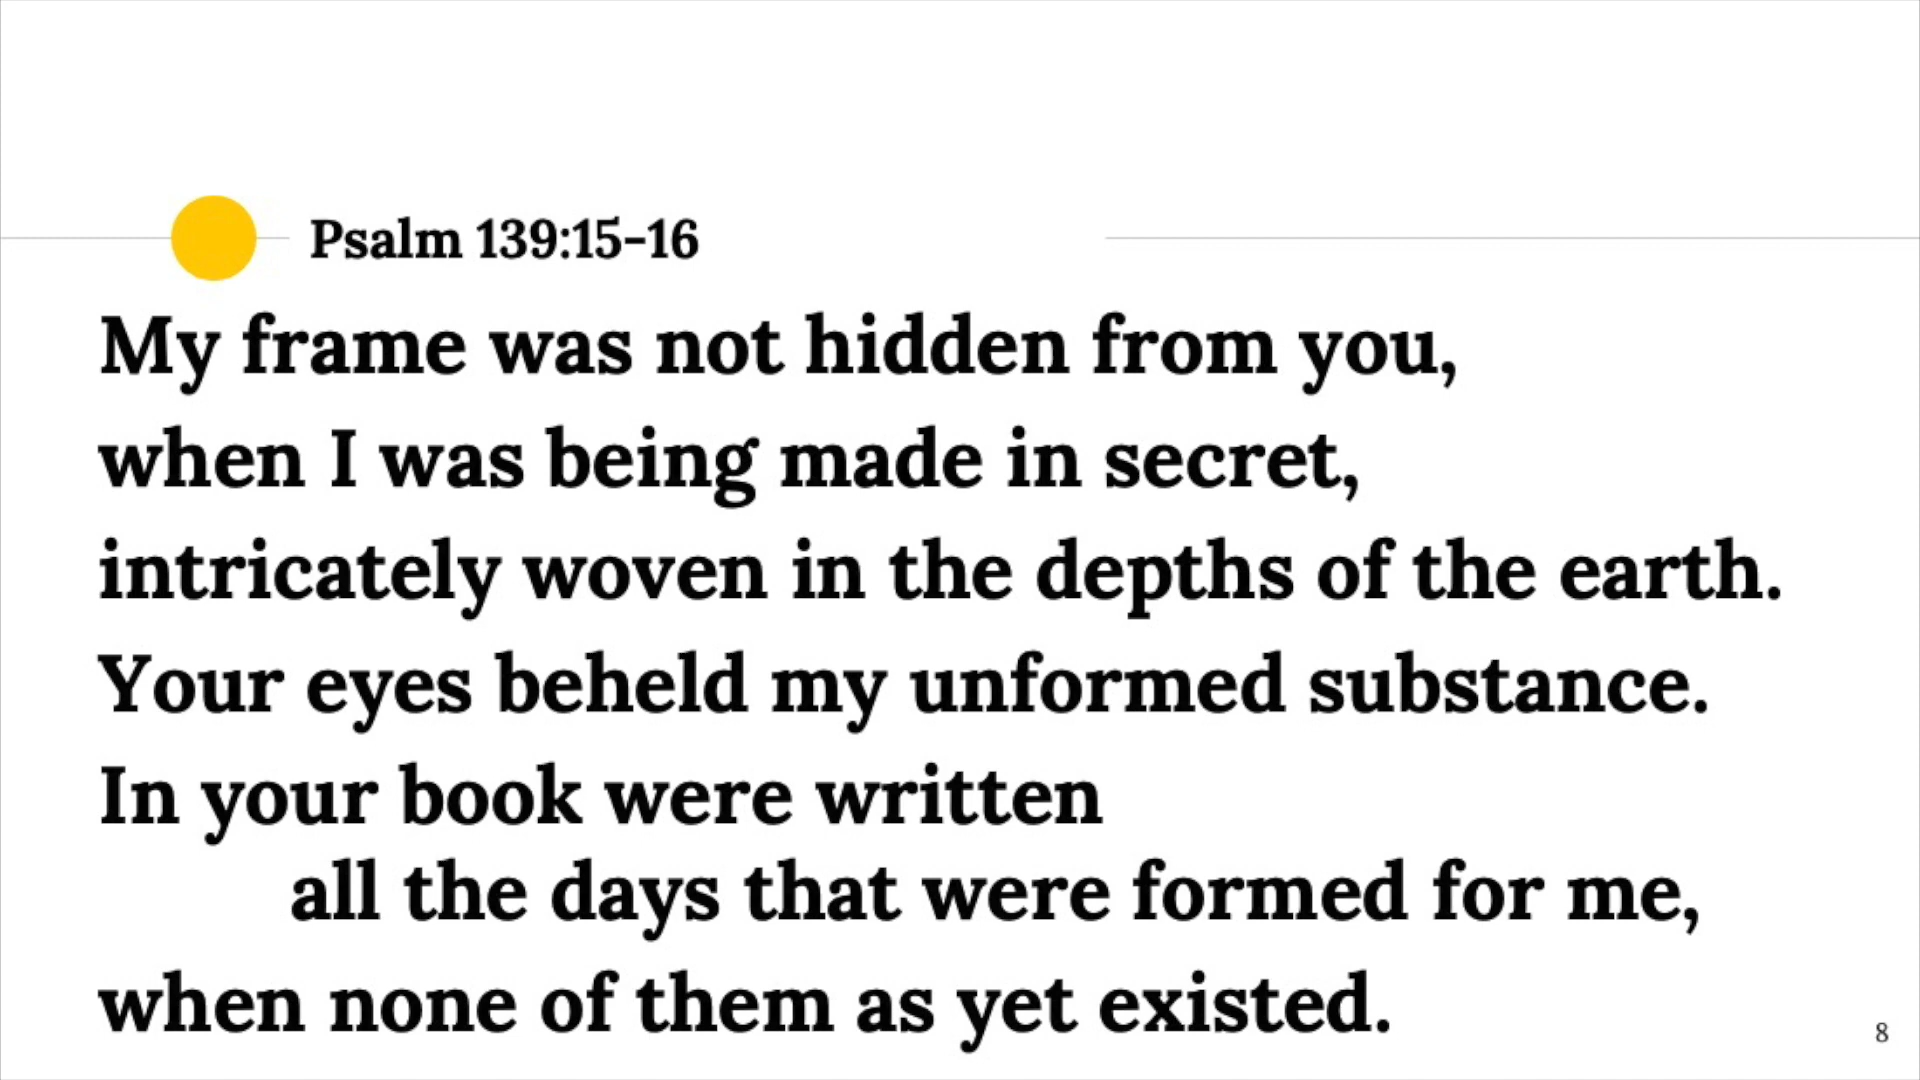 Psalm 139:15-16
My frame was not hidden from you,
when I was being made in secret,
intricately woven in the depths of the earth.
Your eyes beheld my unformed substance.
In your book were written
all the days that were formed for me,
when none of them as yet existed.
8